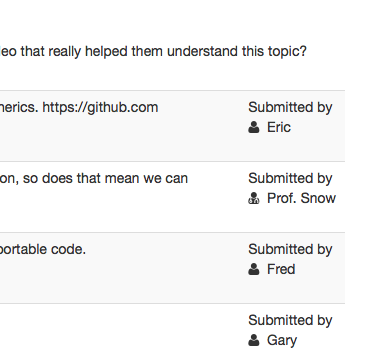 eo that really helped them understand this topic?
nerics. https://github.com
Submitted by
Eric
on, so does that mean we can
Submitted by
Prof. Snow
portable code.
Submitted by
Fred
Submitted by
Gary